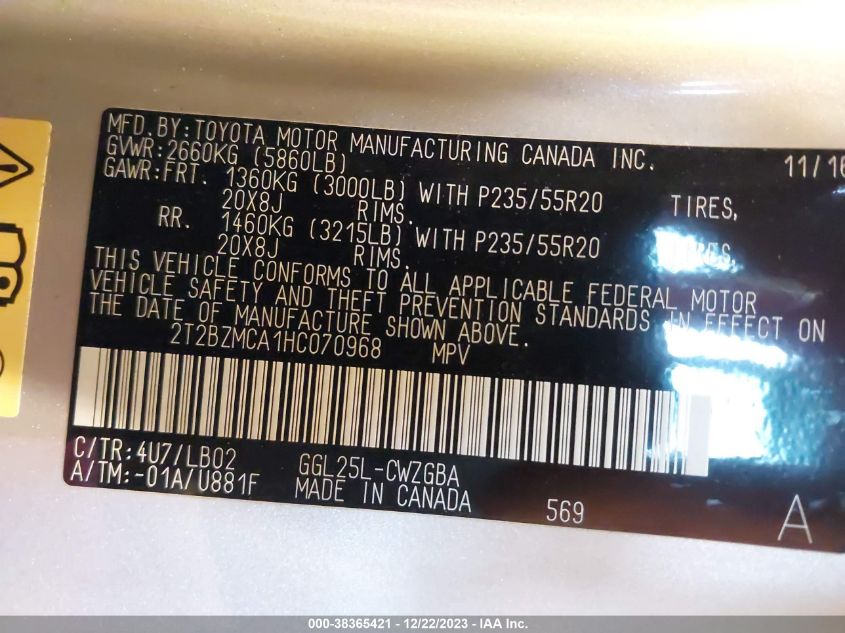 MFD.BY:TOYOTA MOTOR MANUFACTURING CANADA INC. 11/16
GVWR:2660KG (5860LB)
GAWR:FRT. 1360KG (3000LB) WITH P235/55R20 TIRES,
20X8J RIMS.
RR. 1460KG (3215LB) WITH P235/55R20 TIRES,
20X8J RIMS.
THIS VEHICLE CONFORMS TO ALL APPLICABLE FEDERAL MOTOR
VEHICLE SAFETY AND THEFT PREVENTION STANDARDS IN EFFECT ON
THE DATE OF MANUFACTURE SHOWN ABOVE.
2T2BZMCA1HC070968 MPV
C/TR:4U7/LB02 GGL25L-CWZGBA
A/TM:-01A/U881F MADE IN CANADA 569 A
000-38365421 - 12/22/2023 - IAA Inc.